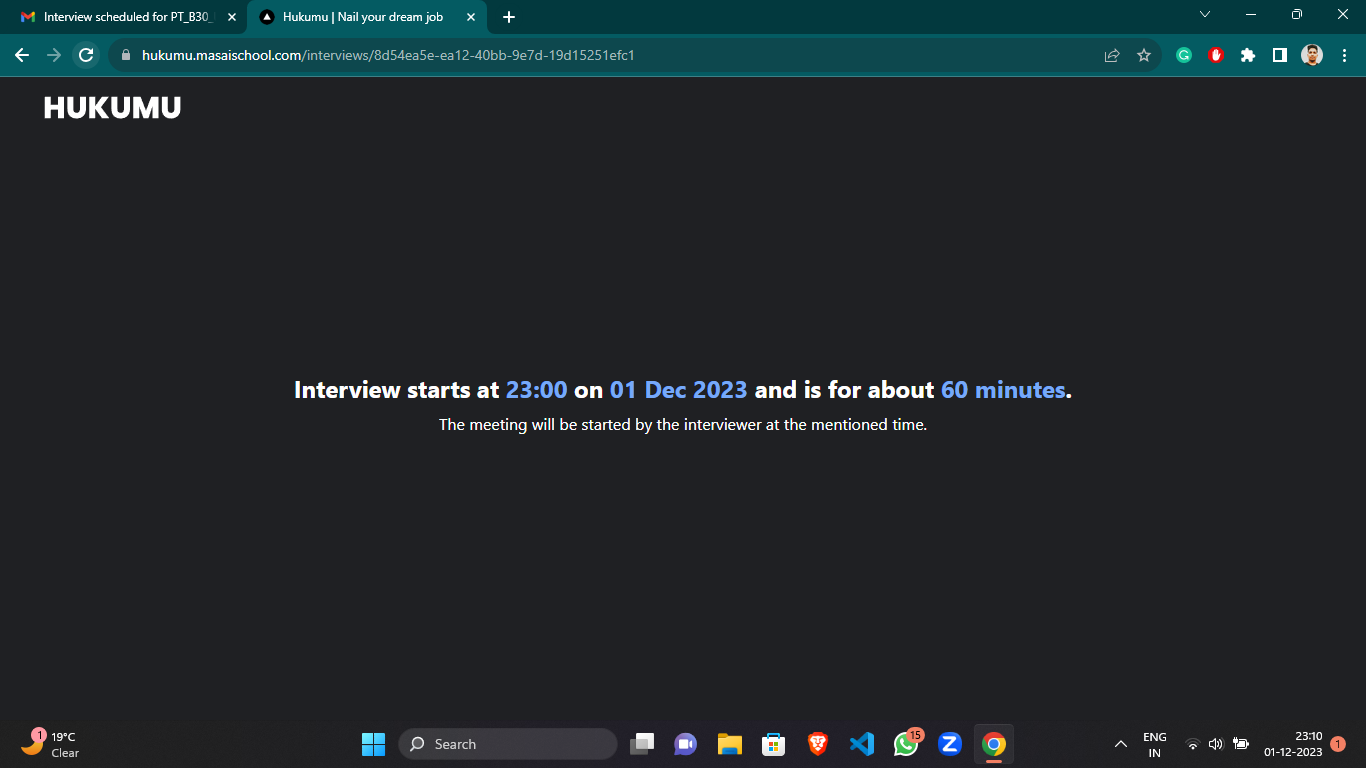 Interview scheduled for PT_B30_
Hukumu | Nail your dream job
hukumu.masaischool.com/interviews/8d54ea5e-ea12-40bb-9e7d-19d15251efc1
HUKUMU
Interview starts at 23:00 on 01 Dec 2023 and is for about 60 minutes.
The meeting will be started by the interviewer at the mentioned time.
1
19°C
Clear
Search
15
ENG
IN
23:10
01-12-2023
1